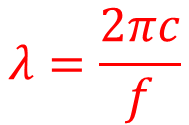 λ = 2πc / f